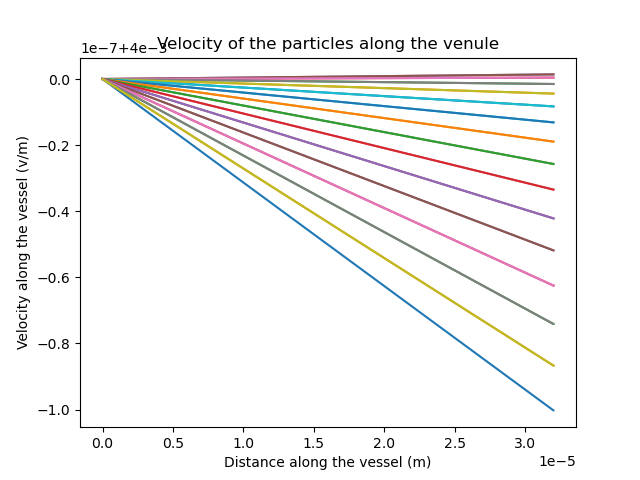 Velocity of the particles along the venule
1e−7+4e−5
0.0
−0.2
−0.4
−0.6
−0.8
−1.0
Velocity along the vessel (v/m)
0.0 0.5 1.0 1.5 2.0 2.5 3.0
1e−5
Distance along the vessel (m)